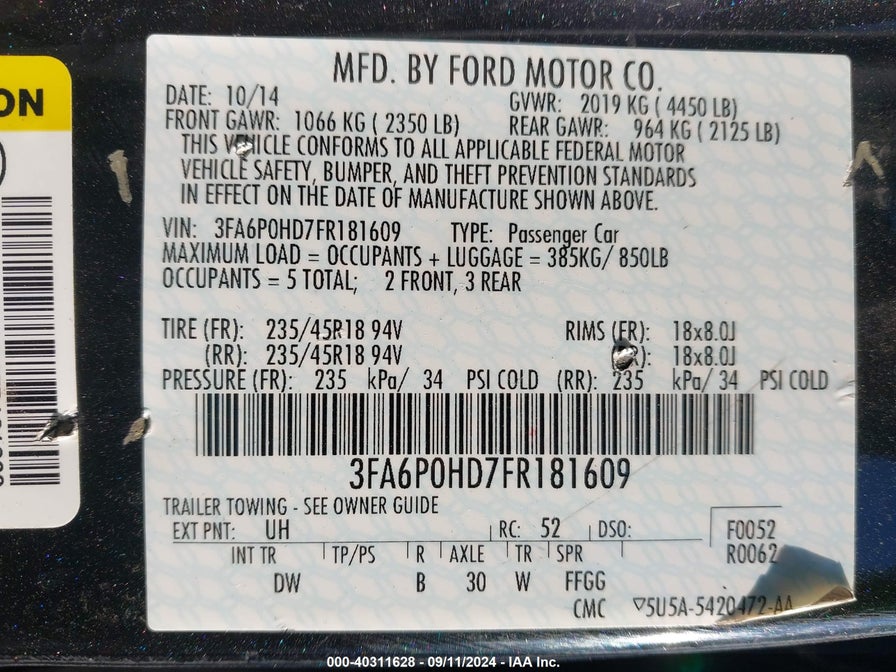 ON
MFD. BY FORD MOTOR CO.
DATE: 10/14 GVWR: 2019 KG ( 4450 LB)
FRONT GAWR: 1066 KG ( 2350 LB) REAR GAWR: 964 KG ( 2125 LB)
THIS VEHICLE CONFORMS TO ALL APPLICABLE FEDERAL MOTOR
VEHICLE SAFETY, BUMPER, AND THEFT PREVENTION STANDARDS
IN EFFECT ON THE DATE OF MANUFACTURE SHOWN ABOVE.
VIN: 3FA6P0HD7FR181609 TYPE: Passenger Car
MAXIMUM LOAD = OCCUPANTS + LUGGAGE = 385KG/ 850LB
OCCUPANTS = 5 TOTAL; 2 FRONT, 3 REAR
TIRE (FR): 235/45R18 94V RIMS (FR): 18x8.0J
(RR): 235/45R18 94V 18x8.0J
PRESSURE (FR): 235 kPa/ 34 PSI COLD (RR): 235 kPa/ 34 PSI COLD
3FA6P0HD7FR181609
TRAILER TOWING - SEE OWNER GUIDE
EXT PNT: UH RC: 52 DSO: F0052
INT TR TP/PS R AXLE TR SPR R0062
DW B 30 W FFGG
CMC ▽5U5A-5420472-AA
000-40311628 - 09/11/2024 - IAA Inc.